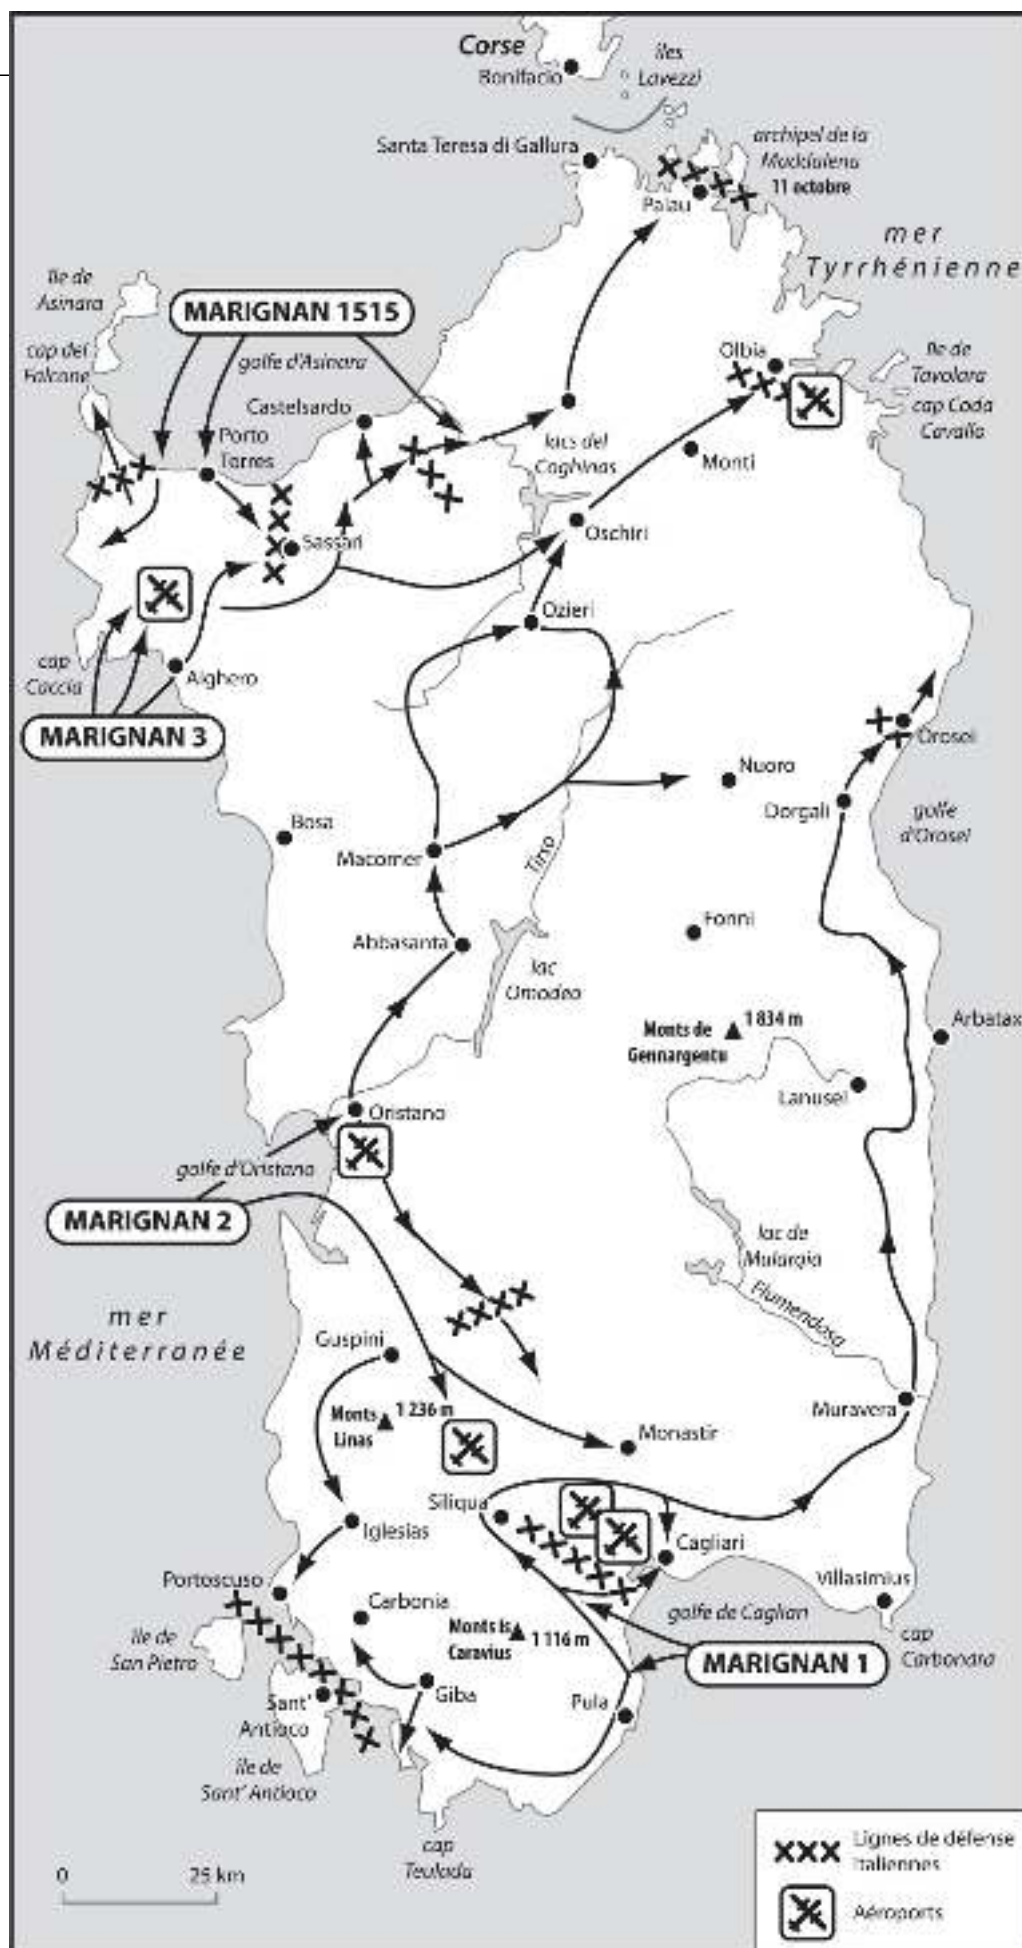 Corse
Bonifacio
îles
Lavezzi
Santa Teresa di Gallura
archipel de la
Maddalena
11 octobre
Palau
mer
Tyrrhénienne
île de
Asinara
MARIGNAN 1515
cap del
Falcone
golfe d'Asinara
Castelsardo
Porto
Torres
Olbia
île de
Tavolara
cap Coda
Cavallo
lacs del
Coghinas
Monti
Sassari
Oschiri
Ozieri
cap
Caccia
Alghero
MARIGNAN 3
Orosei
Nuoro
Dorgali
golfe
d'Orosei
Bosa
Macomer
Tirso
Fonni
Abbasanta
lac
Omodeo
Arbatax
Monts de
Gennargentu
1 834 m
Lanusei
Oristano
golfe d'Oristano
MARIGNAN 2
lac de
Mulargia
Flumendosa
mer
Méditerranée
Guspini
Monts
Linas
1 236 m
Muravera
Monastir
Siliqua
Iglesias
Cagliari
Portoscuso
Villasimius
Carbonia
golfe de Cagliari
île de
San Pietro
Monts Is
Caravius
1 116 m
MARIGNAN 1
cap
Carbonara
Giba
Pula
Sant'
Antioco
île de
Sant' Antioco
cap
Teulada
0 25 km
Lignes de défense
italiennes
Aéroports